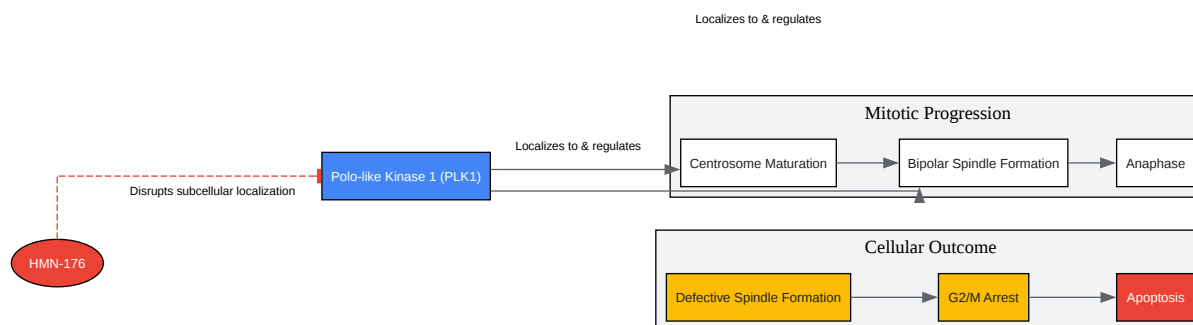 Localizes to & regulates
Mitotic Progression
Localizes to & regulates
Centrosome Maturation
Bipolar Spindle Formation
Anaphase
Polo-like Kinase 1 (PLK1)
Disrupts subcellular localization
HMN-176
Cellular Outcome
Defective Spindle Formation
G2/M Arrest
Apoptosis